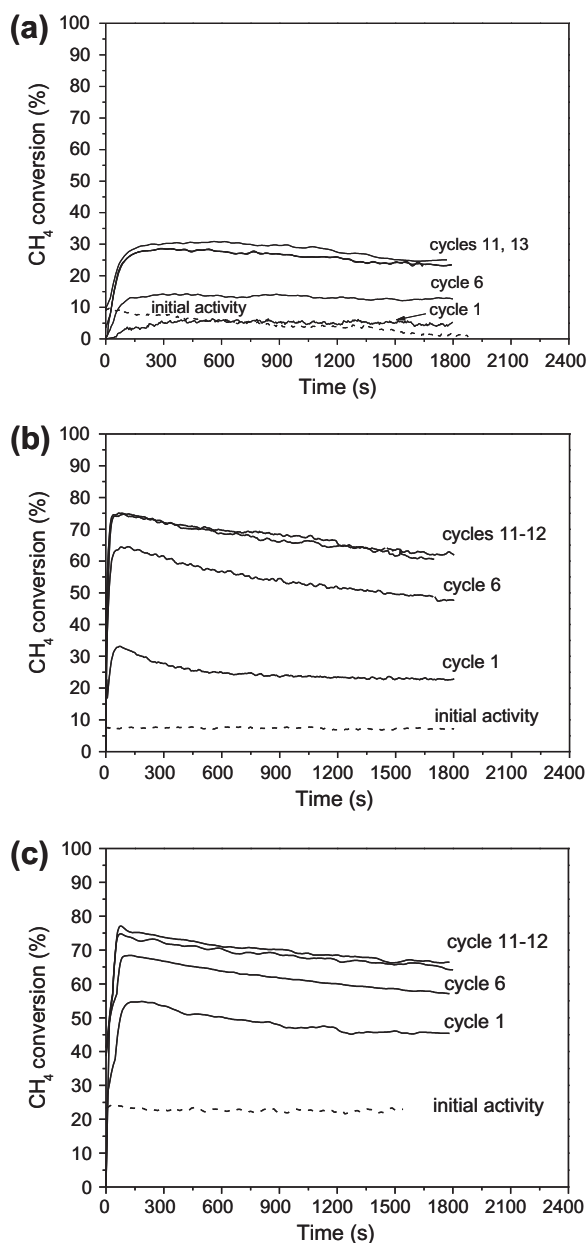 (a)
CH4 conversion (%)
100
90
80
70
60
50
40
30
20
10
0
cycles 11, 13
cycle 6
initial activity
cycle 1
0 300 600 900 1200 1500 1800 2100 2400
Time (s)
(b)
CH4 conversion (%)
100
90
80
70
60
50
40
30
20
10
0
cycles 11-12
cycle 6
cycle 1
initial activity
0 300 600 900 1200 1500 1800 2100 2400
Time (s)
(c)
CH4 conversion (%)
100
90
80
70
60
50
40
30
20
10
0
cycle 11-12
cycle 6
cycle 1
initial activity
0 300 600 900 1200 1500 1800 2100 2400
Time (s)